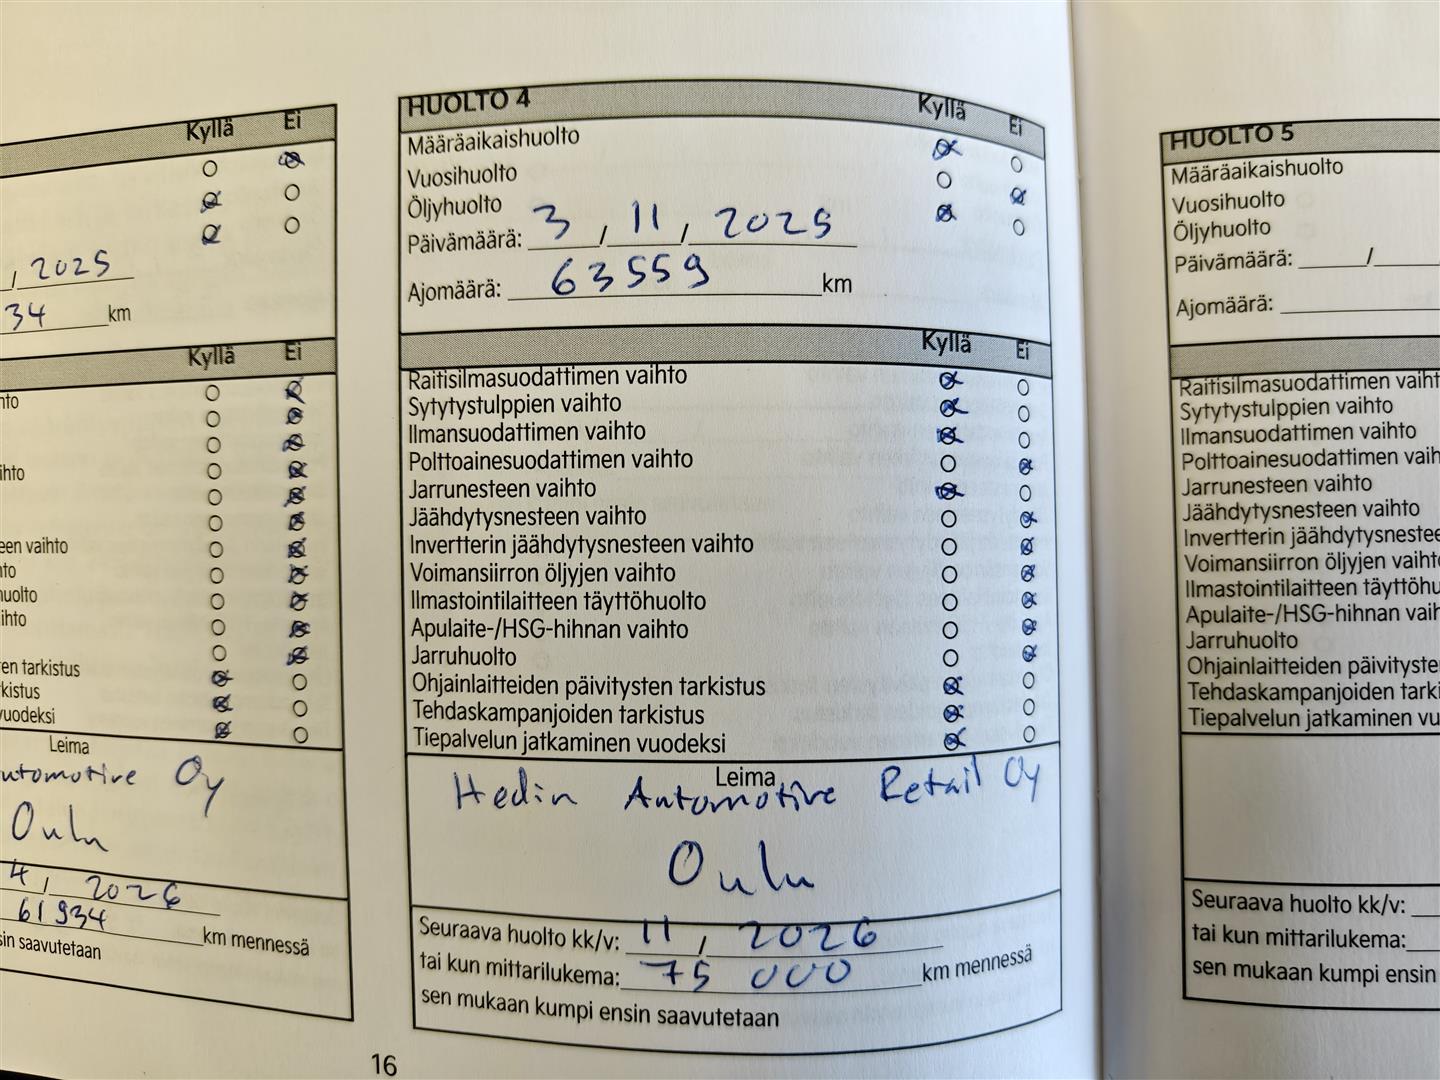 Kyllä Ei
, 2025
34 km
Kyllä Ei
nto
ihto
een vaihto
to
huolto
ihto
en tarkistus
kistus
vuodeksi
Leima
utomotive Oy
Oulu
4, 2026
61934 km mennessä
sin saavutetaan
HUOLTO 4 Kyllä Ei
Määräaikaishuolto
Vuosihuolto
Öljyhuolto
Päivämäärä: 3 / 11 / 2025
Ajomäärä: 63559 km
Kyllä Ei
Raitisilmasuodattimen vaihto
Sytytystulppien vaihto
Ilmansuodattimen vaihto
Polttoainesuodattimen vaihto
Jarrunesteen vaihto
Jäähdytysnesteen vaihto
Invertterin jäähdytysnesteen vaihto
Voimansiirron öljyjen vaihto
Ilmastointilaitteen täyttöhuolto
Apulaite-/HSG-hihnan vaihto
Jarruhuolto
Ohjainlaitteiden päivitysten tarkistus
Tehdaskampanjoiden tarkistus
Tiepalvelun jatkaminen vuodeksi
Leima
Hedin Automotive Retail Oy
Oulu
Seuraava huolto kk/v: 11 / 2026
tai kun mittarilukema: 75 000 km mennessä
sen mukaan kumpi ensin saavutetaan
16
HUOLTO 5
Määräaikaishuolto
Vuosihuolto
Öljyhuolto
Päivämäärä: /
Ajomäärä:
Raitisilmasuodattimen vaiht
Sytytystulppien vaihto
Ilmansuodattimen vaihto
Polttoainesuodattimen vaih
Jarrunesteen vaihto
Jäähdytysnesteen vaihto
Invertterin jäähdytysnestee
Voimansiirron öljyjen vaihto
Ilmastointilaitteen täyttöhu
Apulaite-/HSG-hihnan vaih
Jarruhuolto
Ohjainlaitteiden päivityste
Tehdaskampanjoiden tarki
Tiepalvelun jatkaminen vu
Seuraava huolto kk/v:
tai kun mittarilukema:
sen mukaan kumpi ensin